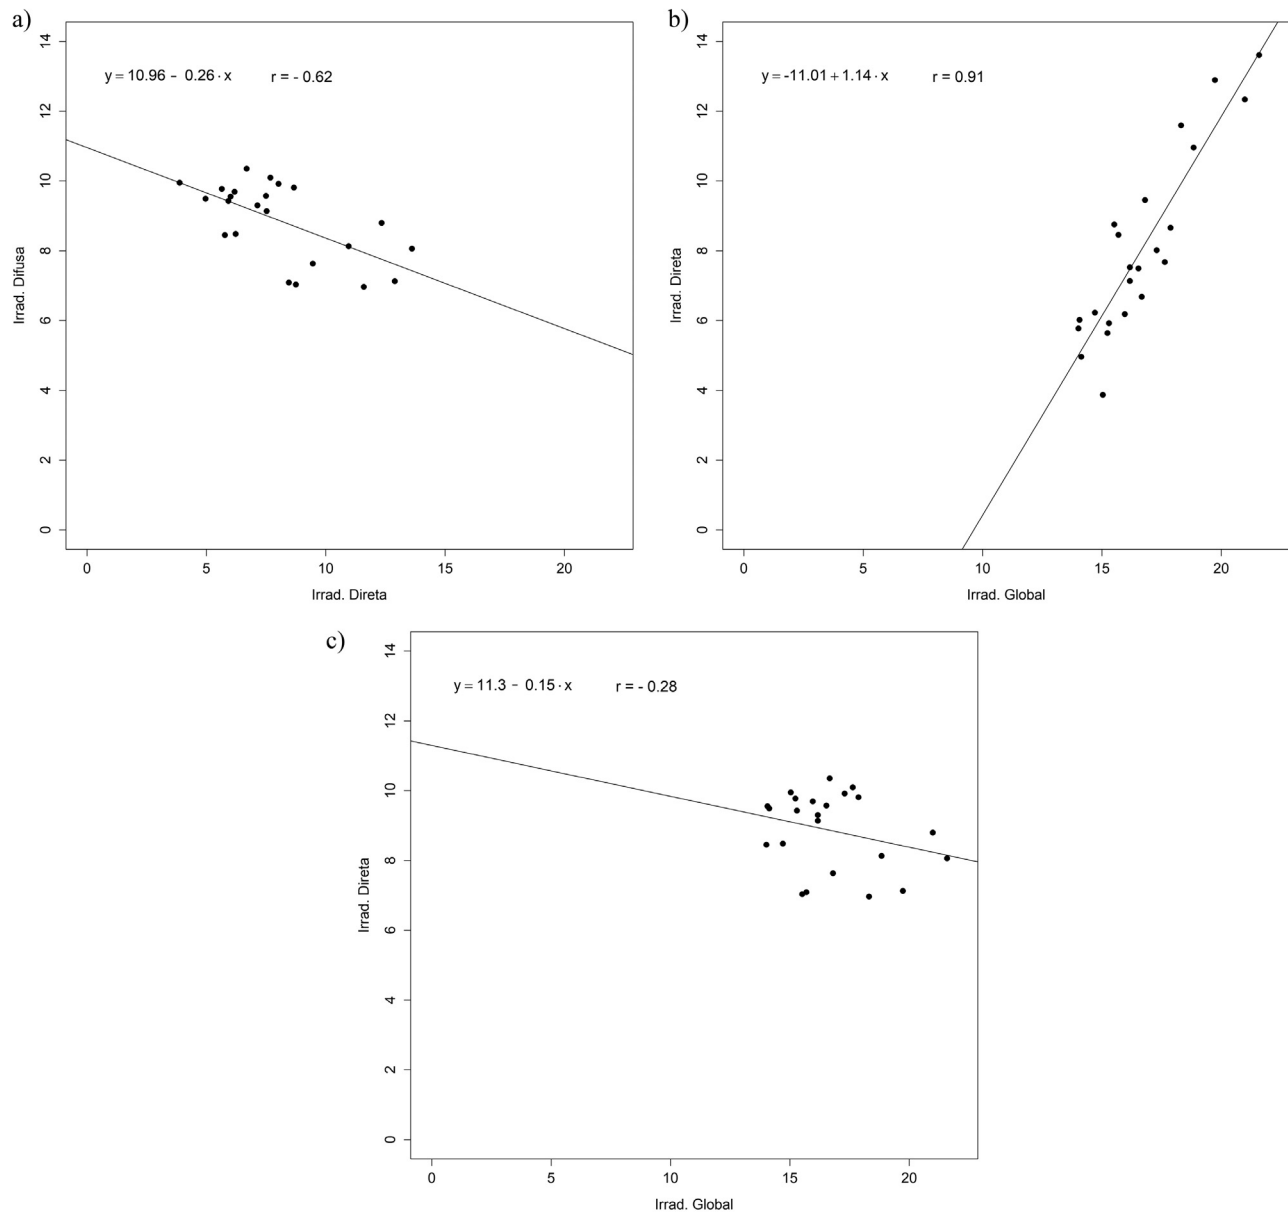 a)
y = 10.96 - 0.26 · x r = - 0.62
14
12
10
8
6
4
2
0
Irrad. Difusa
0 5 10 15 20
Irrad. Direta
b)
y = -11.01 + 1.14 · x r = 0.91
14
12
10
8
6
4
2
0
Irrad. Direta
0 5 10 15 20
Irrad. Global
c)
y = 11.3 - 0.15 · x r = - 0.28
14
12
10
8
6
4
2
0
Irrad. Direta
0 5 10 15 20
Irrad. Global